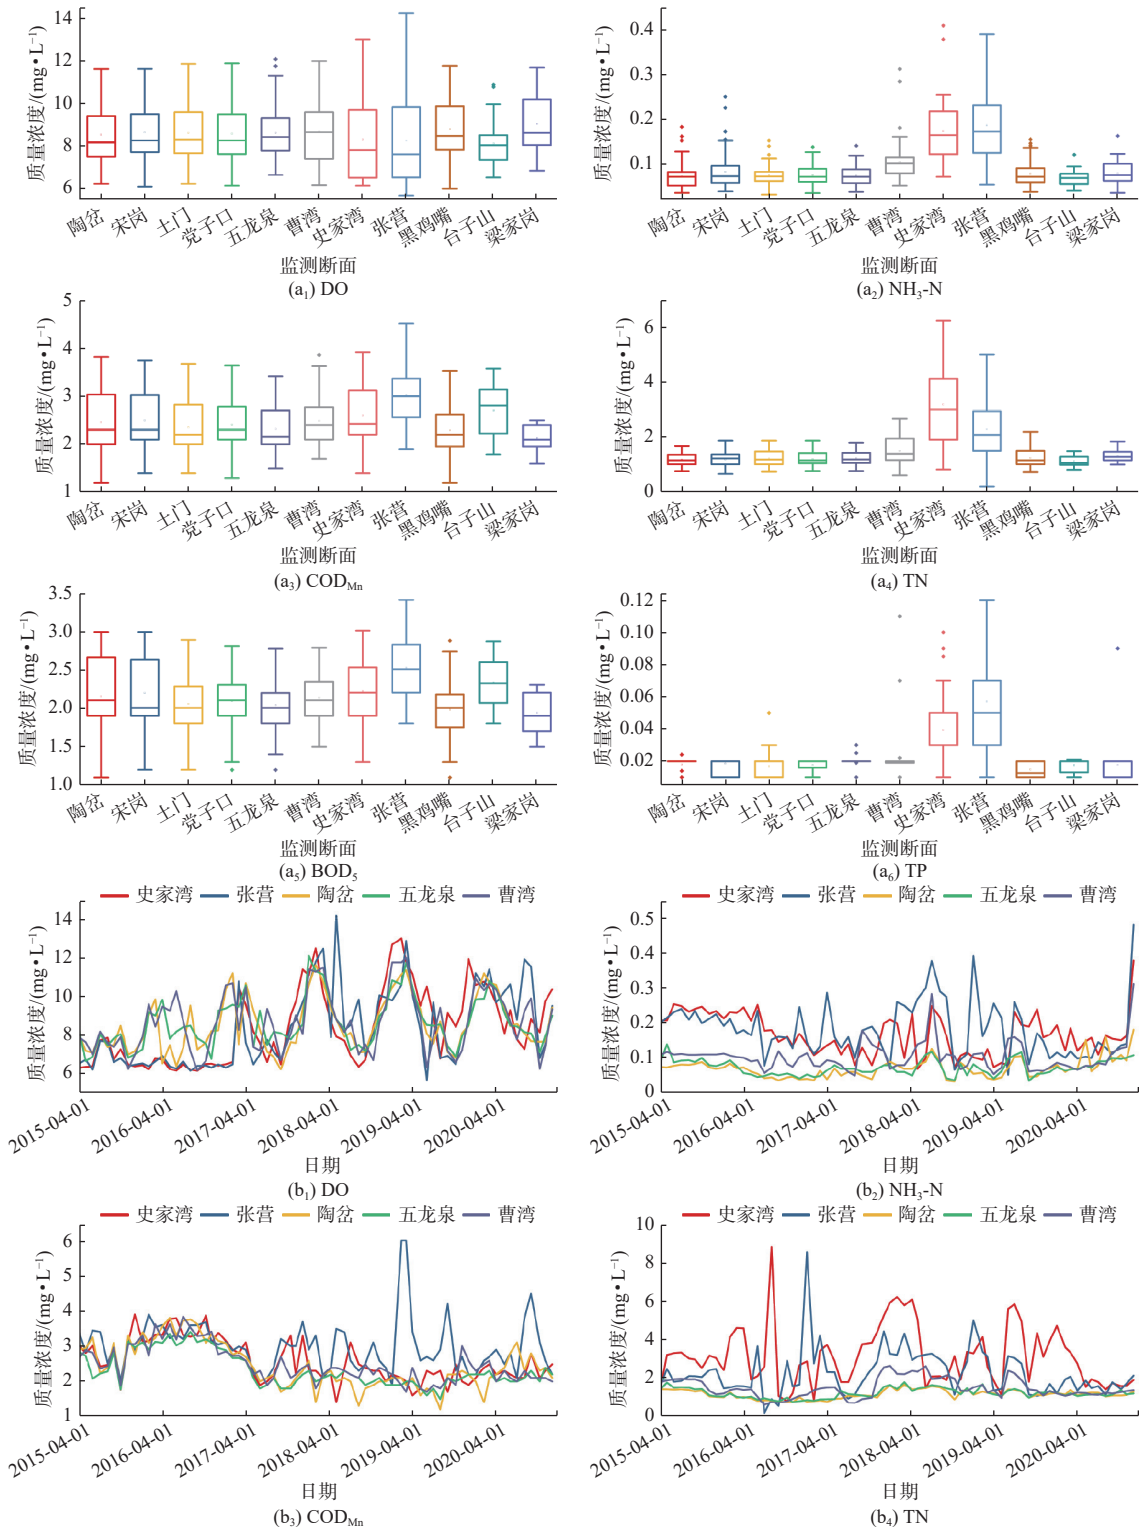 14
12
10
8
6
质量浓度/(mg•L⁻¹)
陶岔 宋岗 土门 党子口 五龙泉 曹湾 史家湾 张营 黑鸡嘴 台子山 梁家岗
监测断面
(a₁) DO
0.4
0.3
0.2
0.1
质量浓度/(mg•L⁻¹)
陶岔 宋岗 土门 党子口 五龙泉 曹湾 史家湾 张营 黑鸡嘴 台子山 梁家岗
监测断面
(a₂) NH₃-N
5
4
3
2
1
质量浓度/(mg•L⁻¹)
陶岔 宋岗 土门 党子口 五龙泉 曹湾 史家湾 张营 黑鸡嘴 台子山 梁家岗
监测断面
(a₃) CODMn
6
4
2
0
质量浓度/(mg•L⁻¹)
陶岔 宋岗 土门 党子口 五龙泉 曹湾 史家湾 张营 黑鸡嘴 台子山 梁家岗
监测断面
(a₄) TN
3.5
3.0
2.5
2.0
1.5
1.0
质量浓度/(mg•L⁻¹)
陶岔 宋岗 土门 党子口 五龙泉 曹湾 史家湾 张营 黑鸡嘴 台子山 梁家岗
监测断面
(a₅) BOD₅
0.12
0.10
0.08
0.06
0.04
0.02
质量浓度/(mg•L⁻¹)
陶岔 宋岗 土门 党子口 五龙泉 曹湾 史家湾 张营 黑鸡嘴 台子山 梁家岗
监测断面
(a₆) TP
史家湾 张营 陶岔 五龙泉 曹湾
14
12
10
8
6
质量浓度/(mg•L⁻¹)
2015-04-01 2016-04-01 2017-04-01 2018-04-01 2019-04-01 2020-04-01
日期
(b₁) DO
史家湾 张营 陶岔 五龙泉 曹湾
0.5
0.4
0.3
0.2
0.1
0
质量浓度/(mg•L⁻¹)
2015-04-01 2016-04-01 2017-04-01 2018-04-01 2019-04-01 2020-04-01
日期
(b₂) NH₃-N
史家湾 张营 陶岔 五龙泉 曹湾
6
5
4
3
2
1
质量浓度/(mg•L⁻¹)
2015-04-01 2016-04-01 2017-04-01 2018-04-01 2019-04-01 2020-04-01
日期
(b₃) CODMn
史家湾 张营 陶岔 五龙泉 曹湾
10
8
6
4
2
0
质量浓度/(mg•L⁻¹)
2015-04-01 2016-04-01 2017-04-01 2018-04-01 2019-04-01 2020-04-01
日期
(b₄) TN